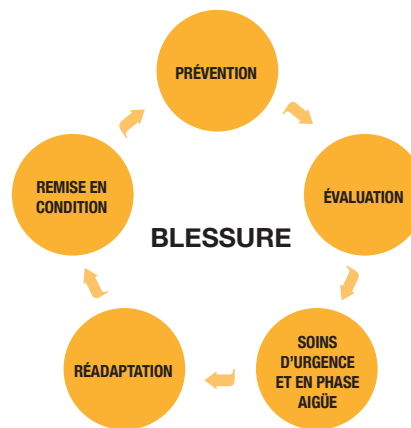 PRÉVENTION
ÉVALUATION
SOINS
D'URGENCE
ET EN PHASE
AIGÜE
RÉADAPTATION
REMISE EN
CONDITION
BLESSURE